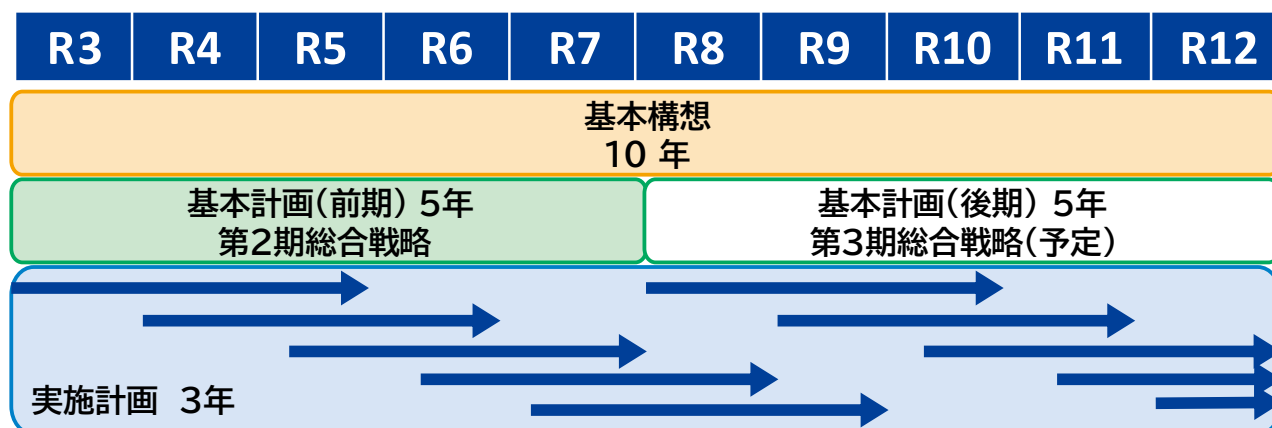 R3 R4 R5 R6 R7 R8 R9 R10 R11 R12
基本構想
10 年
基本計画(前期) 5年
第2期総合戦略
基本計画(後期) 5年
第3期総合戦略(予定)
実施計画 3年